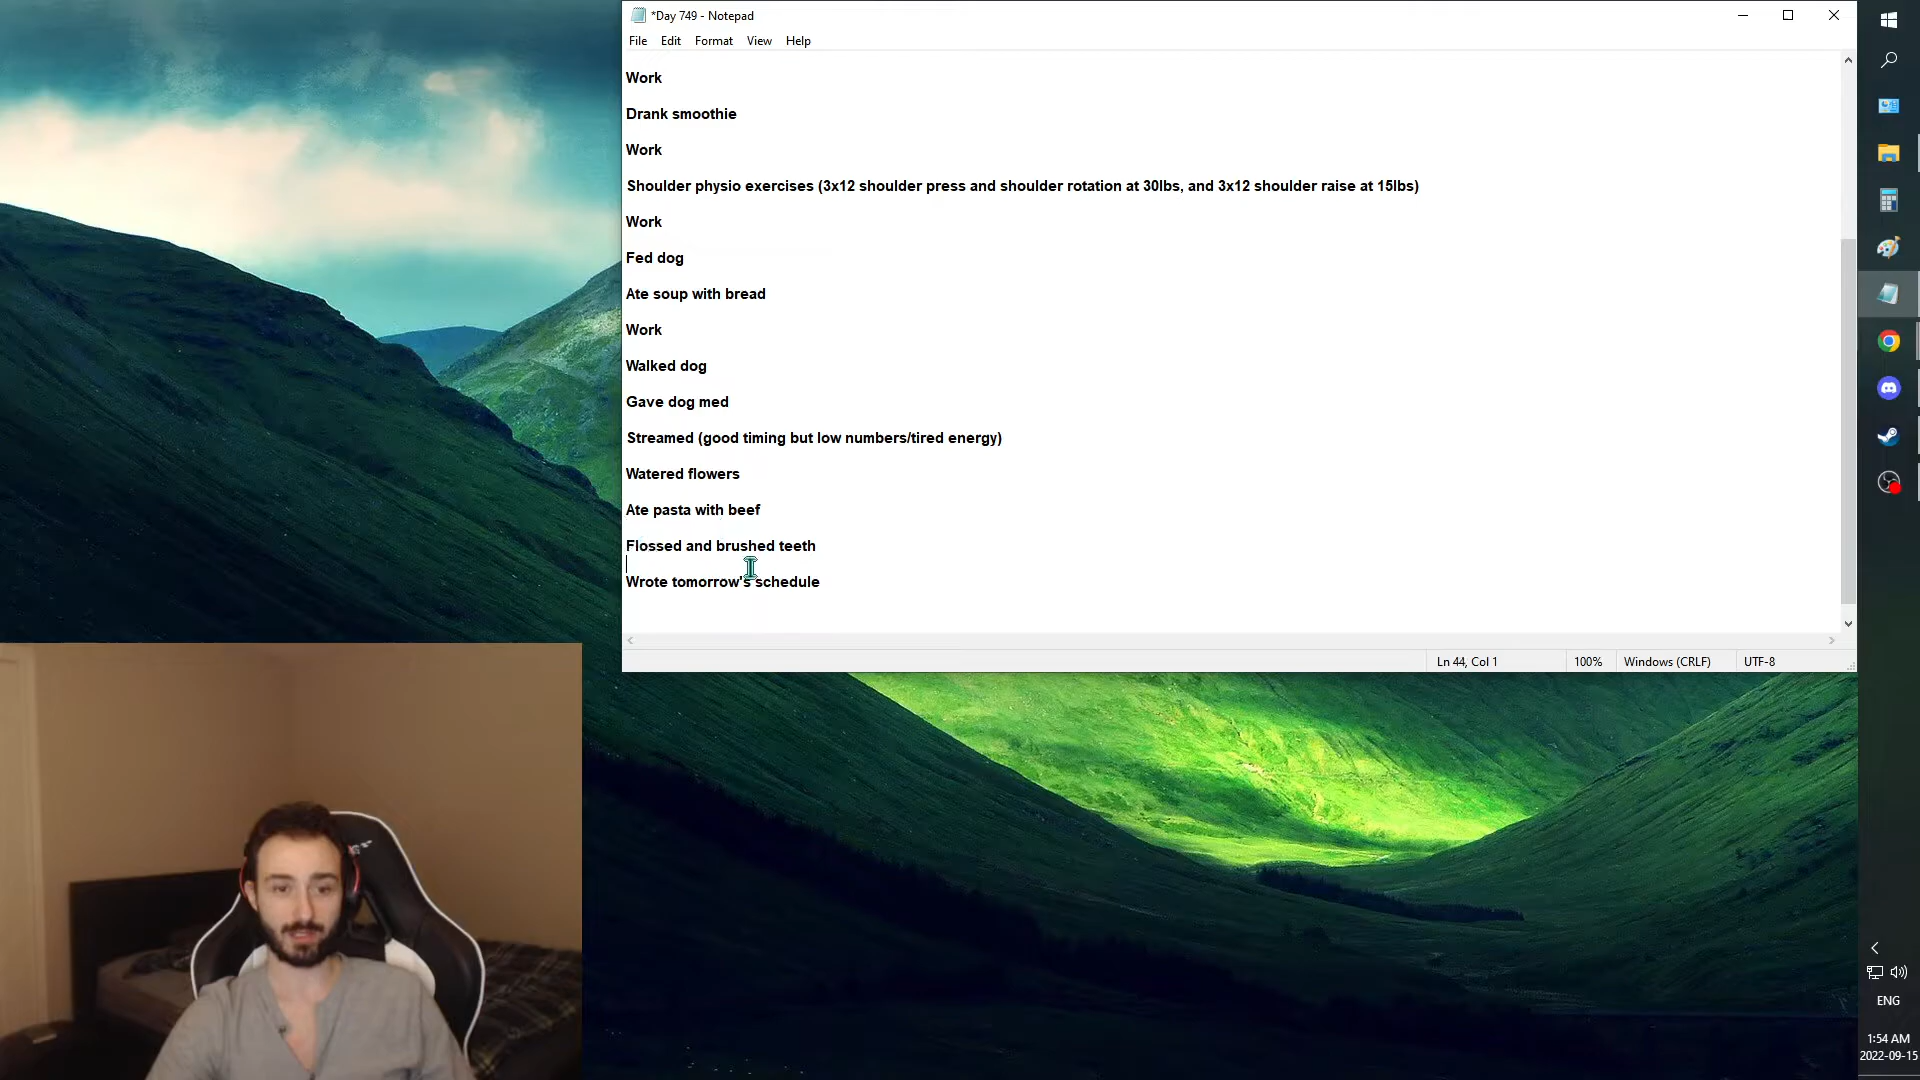 *Day 749 - Notepad
File Edit Format View Help
Work
Drank smoothie
Work
Shoulder physio exercises (3x12 shoulder press and shoulder rotation at 30lbs, and 3x12 shoulder raise at 15lbs)
Work
Fed dog
Ate soup with bread
Work
Walked dog
Gave dog med
Streamed (good timing but low numbers/tired energy)
Watered flowers
Ate pasta with beef
Flossed and brushed teeth
Wrote tomorrow's schedule
Ln 44, Col 1 100% Windows (CRLF) UTF-8
ENG
1:54 AM
2022-09-15